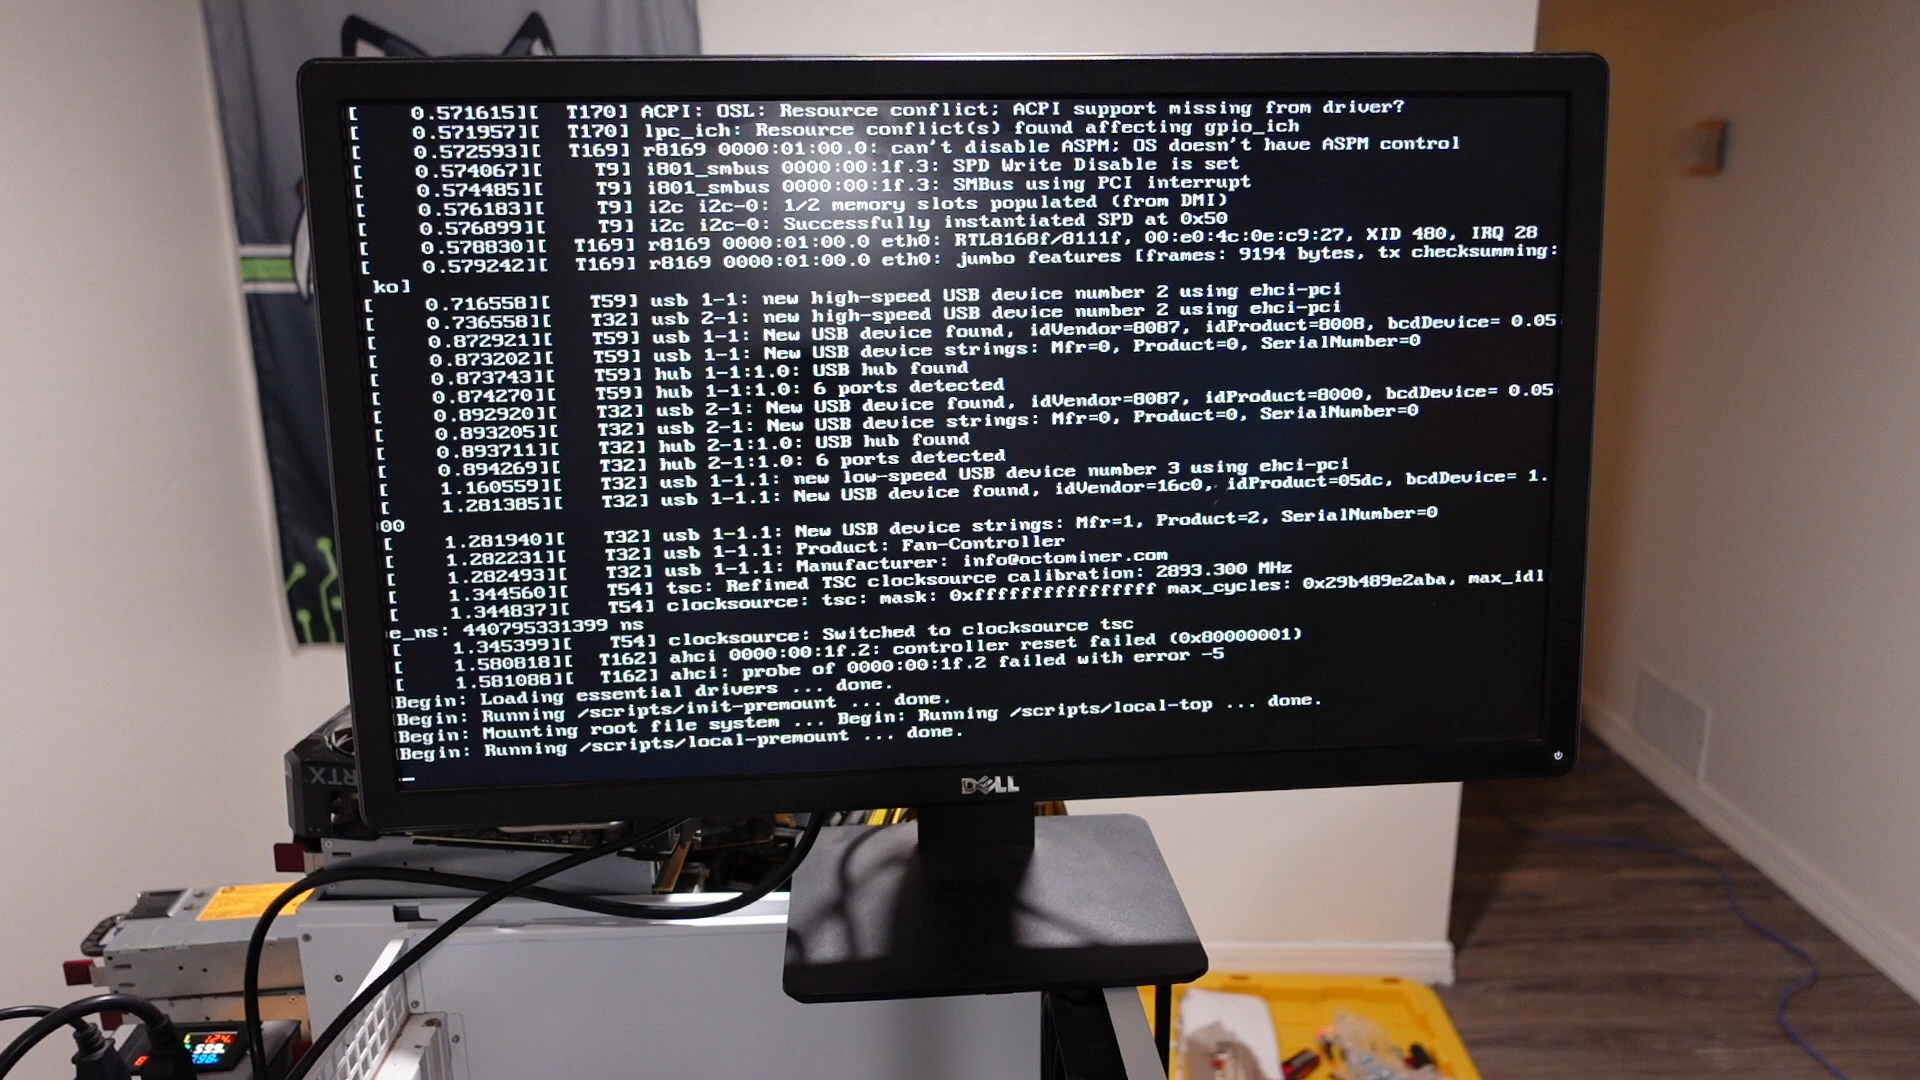 [    0.571615][  T170] ACPI: OSL: Resource conflict; ACPI support missing from driver?
[    0.571957][  T170] lpc_ich: Resource conflict(s) found affecting gpio_ich
[    0.572593][  T169] r8169 0000:01:00.0: can't disable ASPM; OS doesn't have ASPM control
[    0.574067][    T9] i801_smbus 0000:00:1f.3: SPD Write Disable is set
[    0.574485][    T9] i801_smbus 0000:00:1f.3: SMBus using PCI interrupt
[    0.576183][    T9] i2c i2c-0: 1/2 memory slots populated (from DMI)
[    0.576899][    T9] i2c i2c-0: Successfully instantiated SPD at 0x50
[    0.578830][  T169] r8169 0000:01:00.0 eth0: RTL8168f/8111f, 00:e0:4c:0e:c9:27, XID 480, IRQ 28
[    0.579242][  T169] r8169 0000:01:00.0 eth0: jumbo features [frames: 9194 bytes, tx checksumming:
ko]
[    0.716558][   T59] usb 1-1: new high-speed USB device number 2 using ehci-pci
[    0.736558][   T32] usb 2-1: new high-speed USB device number 2 using ehci-pci
[    0.872921][   T59] usb 1-1: New USB device found, idVendor=8087, idProduct=8008, bcdDevice= 0.05
[    0.873202][   T59] usb 1-1: New USB device strings: Mfr=0, Product=0, SerialNumber=0
[    0.873743][   T59] hub 1-1:1.0: USB hub found
[    0.874270][   T59] hub 1-1:1.0: 6 ports detected
[    0.892920][   T32] usb 2-1: New USB device found, idVendor=8087, idProduct=8000, bcdDevice= 0.05
[    0.893205][   T32] usb 2-1: New USB device strings: Mfr=0, Product=0, SerialNumber=0
[    0.893711][   T32] hub 2-1:1.0: USB hub found
[    0.894269][   T32] hub 2-1:1.0: 6 ports detected
[    1.160559][   T32] usb 1-1.1: new low-speed USB device number 3 using ehci-pci
[    1.281385][   T32] usb 1-1.1: New USB device found, idVendor=16c0, idProduct=05dc, bcdDevice= 1.
00
[    1.281940][   T32] usb 1-1.1: New USB device strings: Mfr=1, Product=2, SerialNumber=0
[    1.282231][   T32] usb 1-1.1: Product: Fan-Controller
[    1.282493][   T32] usb 1-1.1: Manufacturer: info@octominer.com
[    1.344560][   T54] tsc: Refined TSC clocksource calibration: 2893.300 MHz
[    1.344837][   T54] clocksource: tsc: mask: 0xffffffffffffffff max_cycles: 0x29b489e2aba, max_idl
e_ns: 440795331399 ns
[    1.345399][   T54] clocksource: Switched to clocksource tsc
[    1.580818][  T162] ahci 0000:00:1f.2: controller reset failed (0x80000001)
[    1.581088][  T162] ahci: probe of 0000:00:1f.2 failed with error -5
Begin: Loading essential drivers ... done.
Begin: Running /scripts/init-premount ... done.
Begin: Mounting root file system ... Begin: Running /scripts/local-top ... done.
Begin: Running /scripts/local-premount ... done.
DELL
RTX